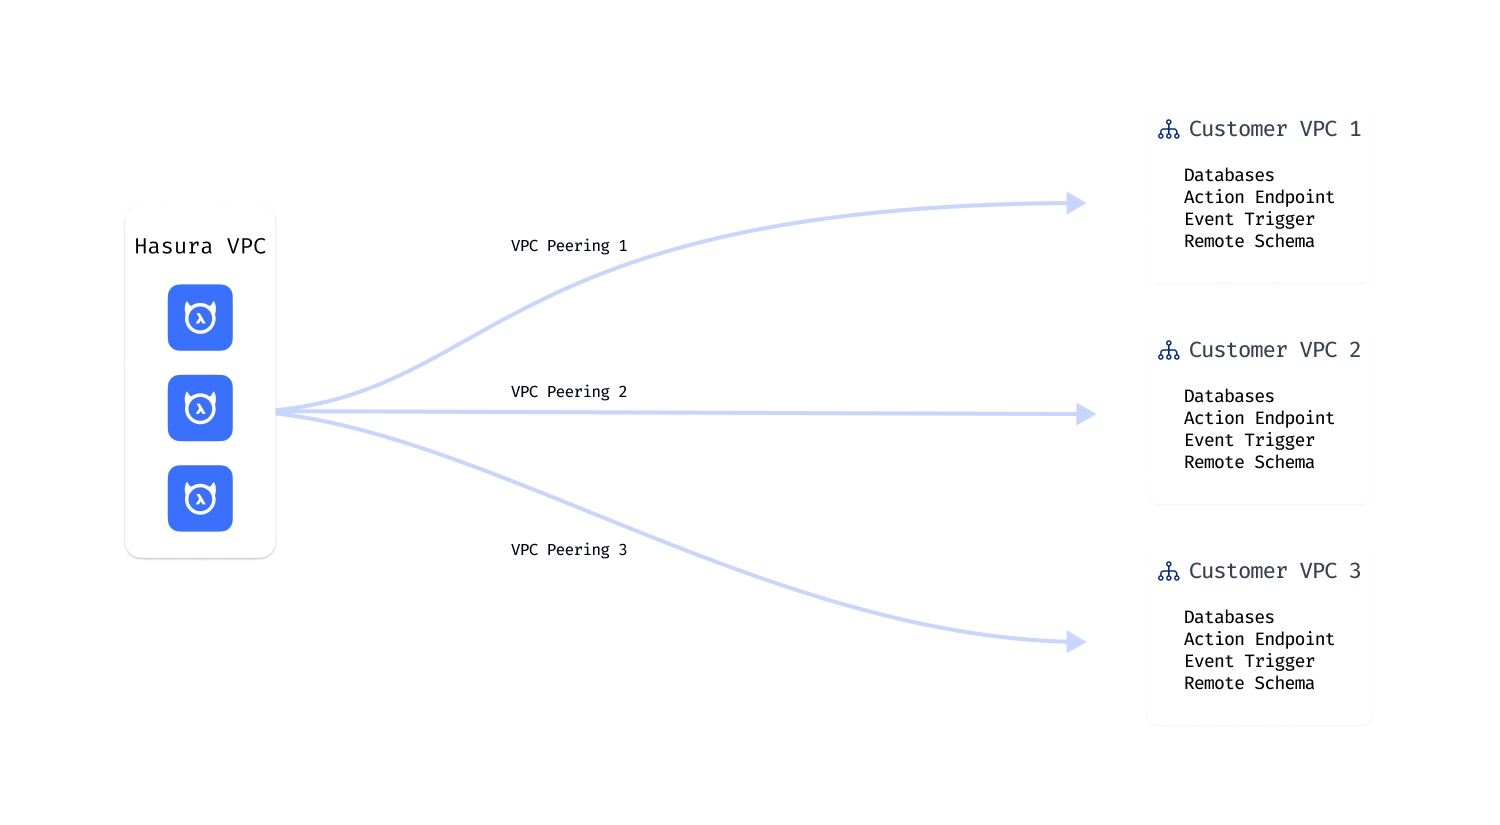 Hasura VPC
VPC Peering 1
VPC Peering 2
VPC Peering 3
Customer VPC 1
Databases
Action Endpoint
Event Trigger
Remote Schema
Customer VPC 2
Databases
Action Endpoint
Event Trigger
Remote Schema
Customer VPC 3
Databases
Action Endpoint
Event Trigger
Remote Schema